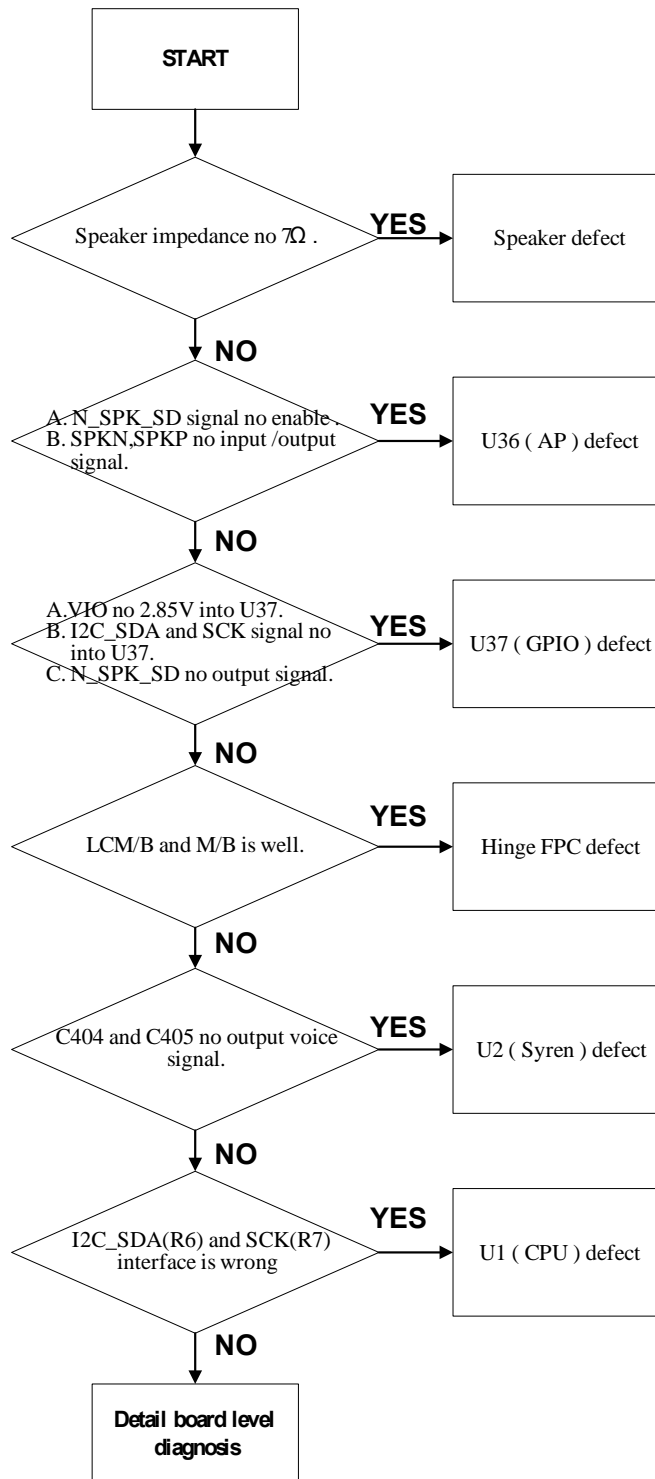 START
Speaker impedance no 7Ω .
YES
Speaker defect
NO
A. N_SPK_SD signal no enable .
B. SPKN,SPKP no input /output
signal.
YES
U36 ( AP ) defect
NO
A.VIO no 2.85V into U37.
B. I2C_SDA and SCK signal no
into U37.
C. N_SPK_SD no output signal.
YES
U37 ( GPIO ) defect
NO
LCM/B and M/B is well.
YES
Hinge FPC defect
NO
C404 and C405 no output voice
signal.
YES
U2 ( Syren ) defect
NO
I2C_SDA(R6) and SCK(R7)
interface is wrong
YES
U1 ( CPU ) defect
NO
Detail board level
diagnosis